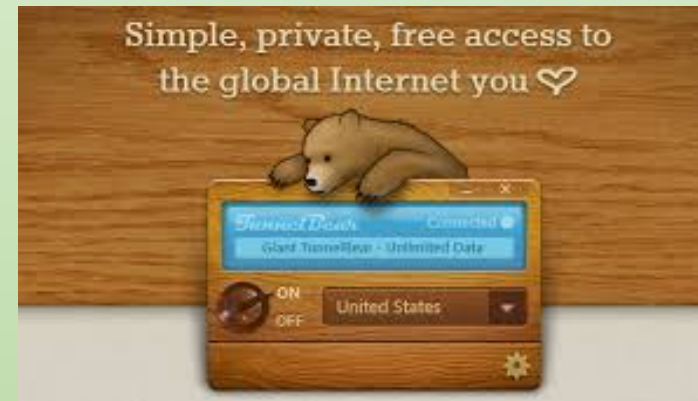 Simple, private, free access to
the global Internet you
TunnelBear Connected
Giant TunnelBear - Unlimited Data
ON
OFF
United States